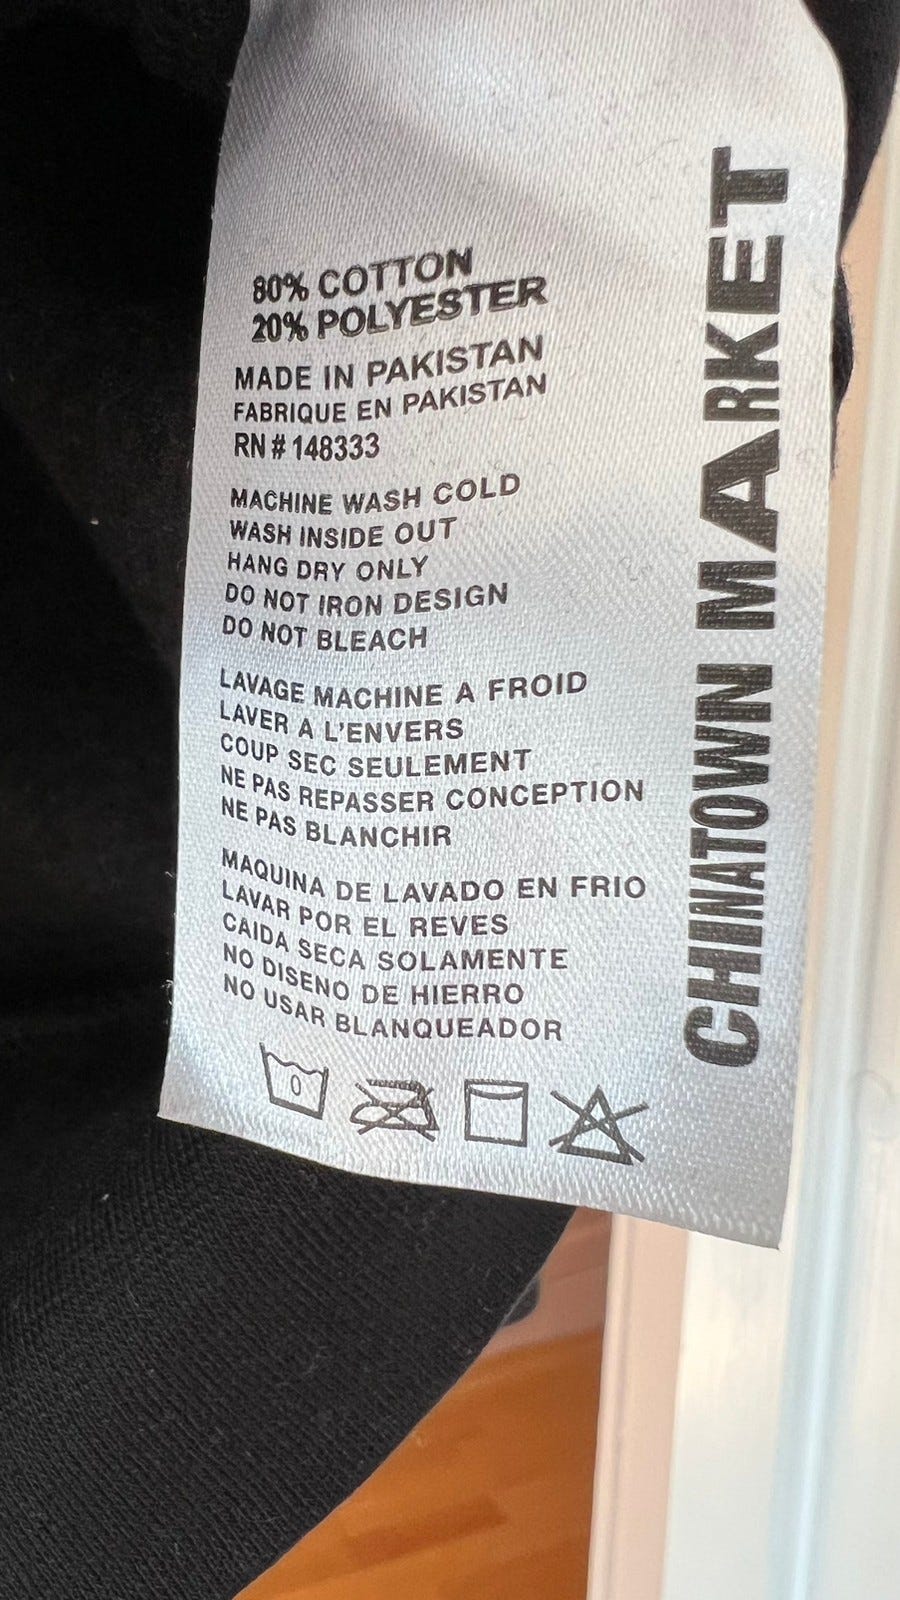 80% COTTON
20% POLYESTER
MADE IN PAKISTAN
FABRIQUE EN PAKISTAN
RN # 148333
MACHINE WASH COLD
WASH INSIDE OUT
HANG DRY ONLY
DO NOT IRON DESIGN
DO NOT BLEACH
LAVAGE MACHINE A FROID
LAVER A L'ENVERS
COUP SEC SEULEMENT
NE PAS REPASSER CONCEPTION
NE PAS BLANCHIR
MAQUINA DE LAVADO EN FRIO
LAVAR POR EL REVES
CAIDA SECA SOLAMENTE
NO DISENO DE HIERRO
NO USAR BLANQUEADOR
0
CHINATOWN MARKET